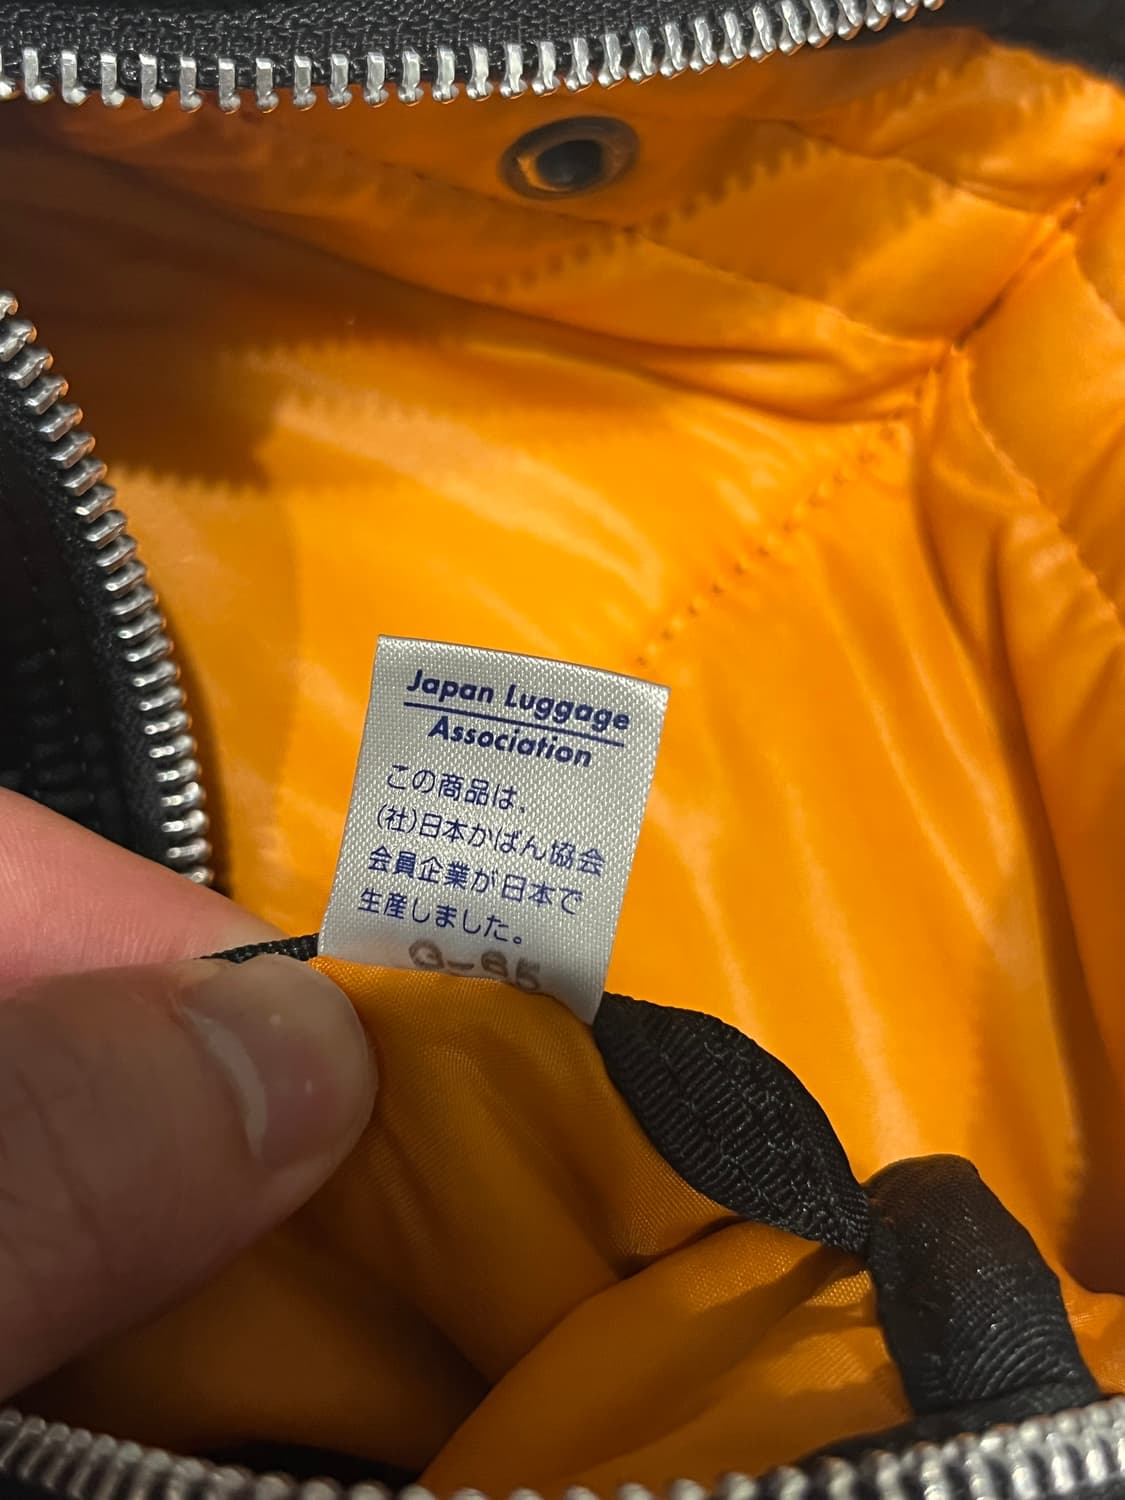 Japan Luggage
Association
この商品は、
(社)日本かばん協会
会員企業が日本で
生産しました。